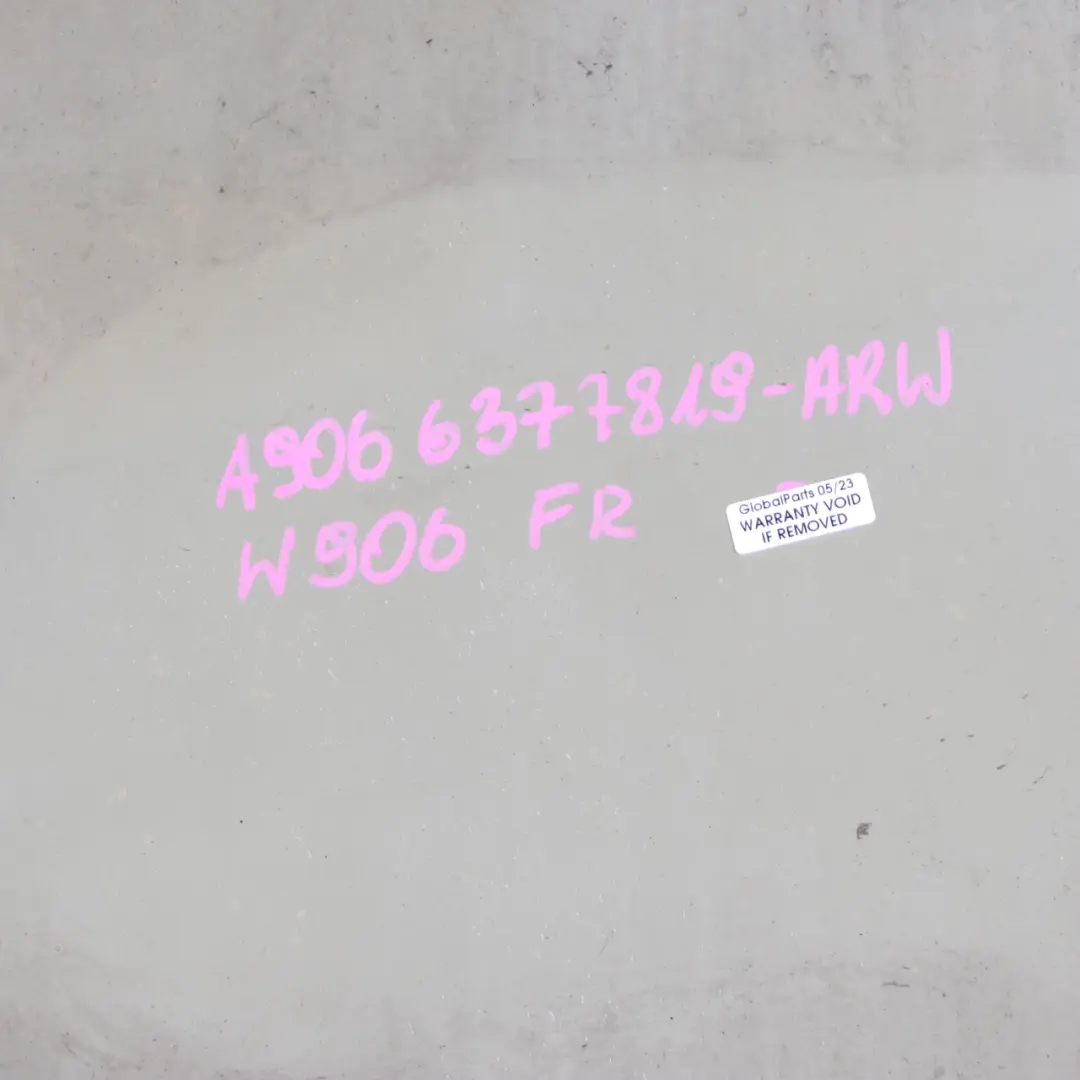 A906 6377819-ARW
W906 FR
GlobalParts 05/23
WARRANTY VOID
IF REMOVED